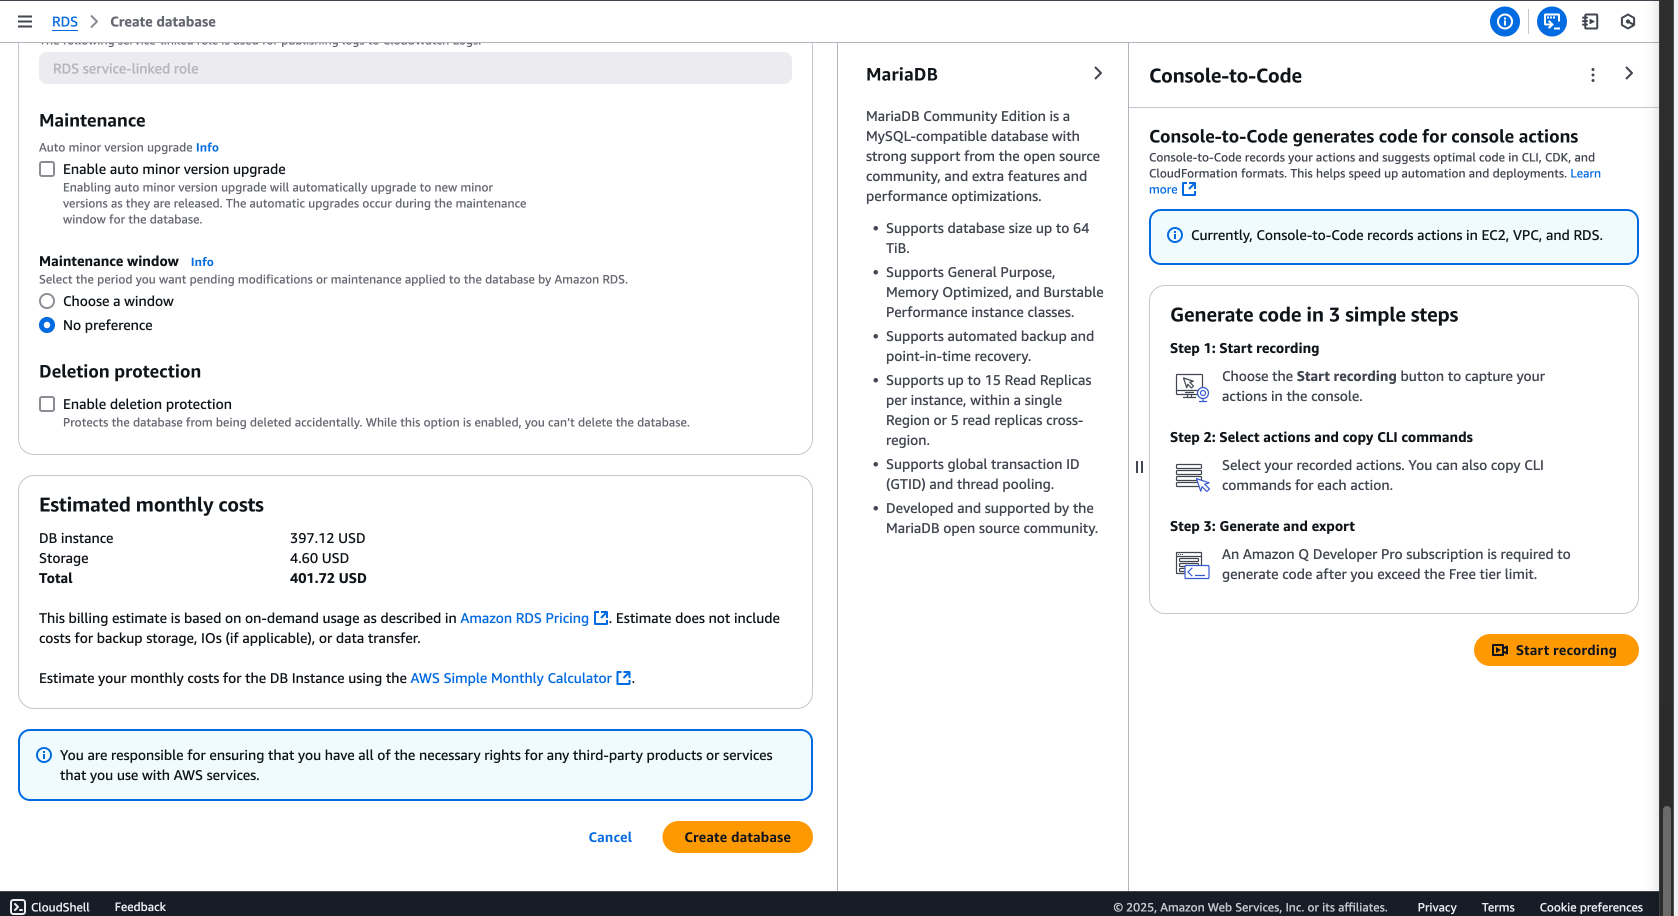 RDS
Create database
The following service-linked role is used for publishing logs to CloudWatch Logs.
RDS service-linked role
Maintenance
Auto minor version upgrade Info
Enable auto minor version upgrade
Enabling auto minor version upgrade will automatically upgrade to new minor
versions as they are released. The automatic upgrades occur during the maintenance
window for the database.
Maintenance window Info
Select the period you want pending modifications or maintenance applied to the database by Amazon RDS.
Choose a window
No preference
Deletion protection
Enable deletion protection
Protects the database from being deleted accidentally. While this option is enabled, you can't delete the database.
Estimated monthly costs
DB instance 397.12 USD
Storage 4.60 USD
Total 401.72 USD
This billing estimate is based on on-demand usage as described in Amazon RDS Pricing. Estimate does not include
costs for backup storage, IOs (if applicable), or data transfer.
Estimate your monthly costs for the DB Instance using the AWS Simple Monthly Calculator.
You are responsible for ensuring that you have all of the necessary rights for any third-party products or services
that you use with AWS services.
Cancel
Create database
MariaDB
MariaDB Community Edition is a
MySQL-compatible database with
strong support from the open source
community, and extra features and
performance optimizations.
• Supports database size up to 64
TiB.
• Supports General Purpose,
Memory Optimized, and Burstable
Performance instance classes.
• Supports automated backup and
point-in-time recovery.
• Supports up to 15 Read Replicas
per instance, within a single
Region or 5 read replicas cross-
region.
• Supports global transaction ID
(GTID) and thread pooling.
• Developed and supported by the
MariaDB open source community.
Console-to-Code
Console-to-Code generates code for console actions
Console-to-Code records your actions and suggests optimal code in CLI, CDK, and
CloudFormation formats. This helps speed up automation and deployments. Learn
more
Currently, Console-to-Code records actions in EC2, VPC, and RDS.
Generate code in 3 simple steps
Step 1: Start recording
Choose the Start recording button to capture your
actions in the console.
Step 2: Select actions and copy CLI commands
Select your recorded actions. You can also copy CLI
commands for each action.
Step 3: Generate and export
An Amazon Q Developer Pro subscription is required to
generate code after you exceed the Free tier limit.
Start recording
CloudShell
Feedback
© 2025, Amazon Web Services, Inc. or its affiliates.
Privacy
Terms
Cookie preferences